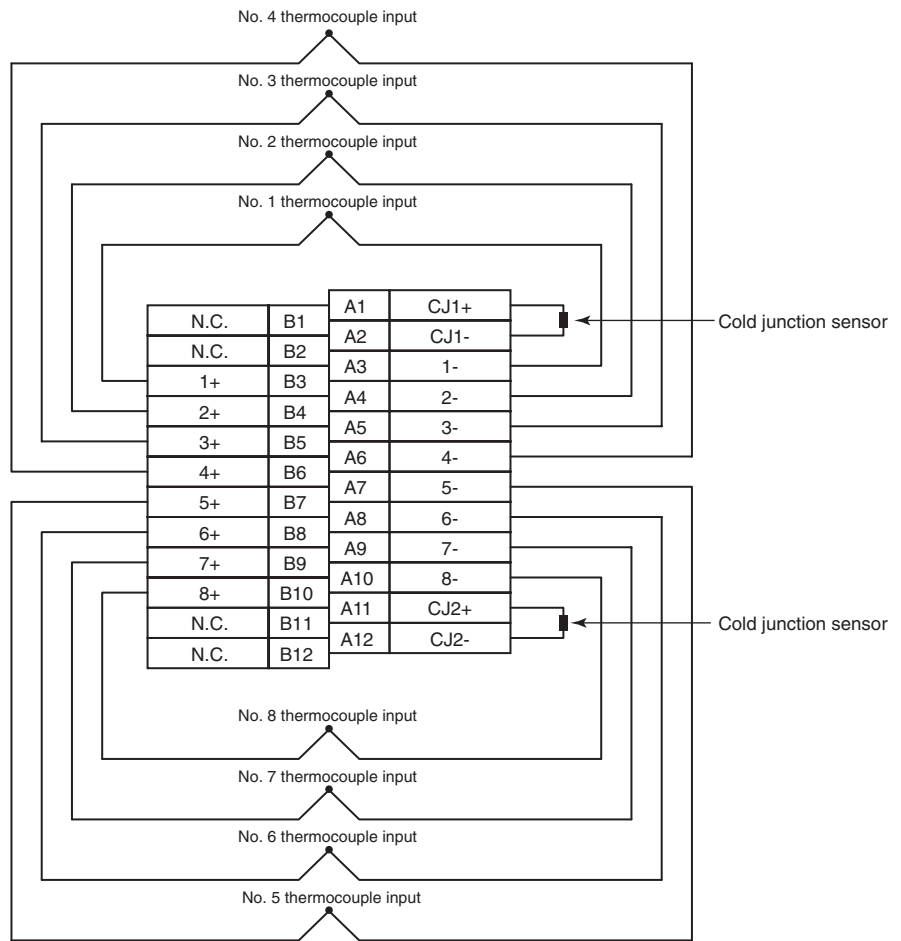 No. 4 thermocouple input
No. 3 thermocouple input
No. 2 thermocouple input
No. 1 thermocouple input
A1 CJ1+
N.C. B1
Cold junction sensor
A2 CJ1-
N.C. B2
A3 1-
1+ B3
A4 2-
2+ B4
A5 3-
3+ B5
A6 4-
4+ B6
A7 5-
5+ B7
A8 6-
6+ B8
A9 7-
7+ B9
A10 8-
8+ B10
A11 CJ2+
N.C. B11
Cold junction sensor
A12 CJ2-
N.C. B12
No. 8 thermocouple input
No. 7 thermocouple input
No. 6 thermocouple input
No. 5 thermocouple input